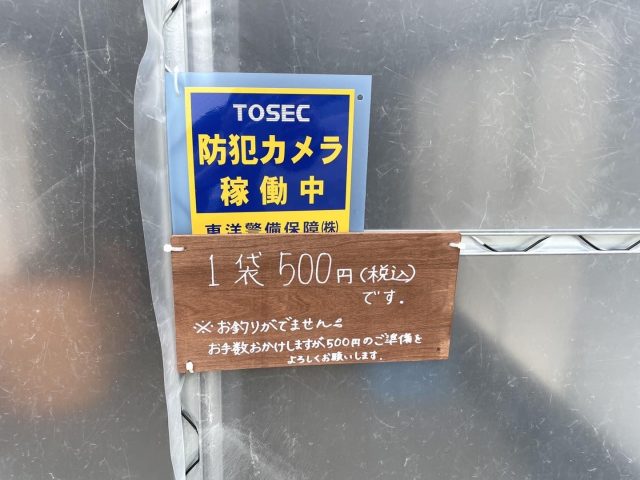 TOSEC
防犯カメラ
稼働中
東洋警備保障㈱
1袋500円(税込)
です.
※お釣りがでません
お手数おかけしますが、500円のご準備を
よろしくお願いします.